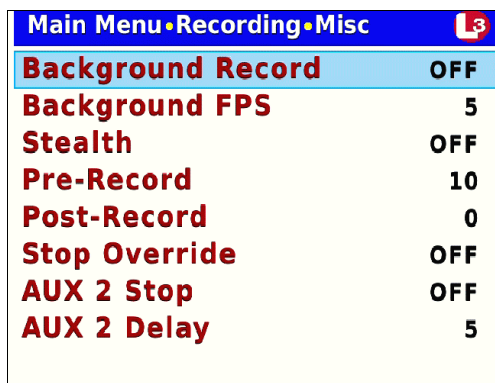 Main Menu•Recording•Misc L3
Background Record OFF
Background FPS 5
Stealth OFF
Pre-Record 10
Post-Record 0
Stop Override OFF
AUX 2 Stop OFF
AUX 2 Delay 5